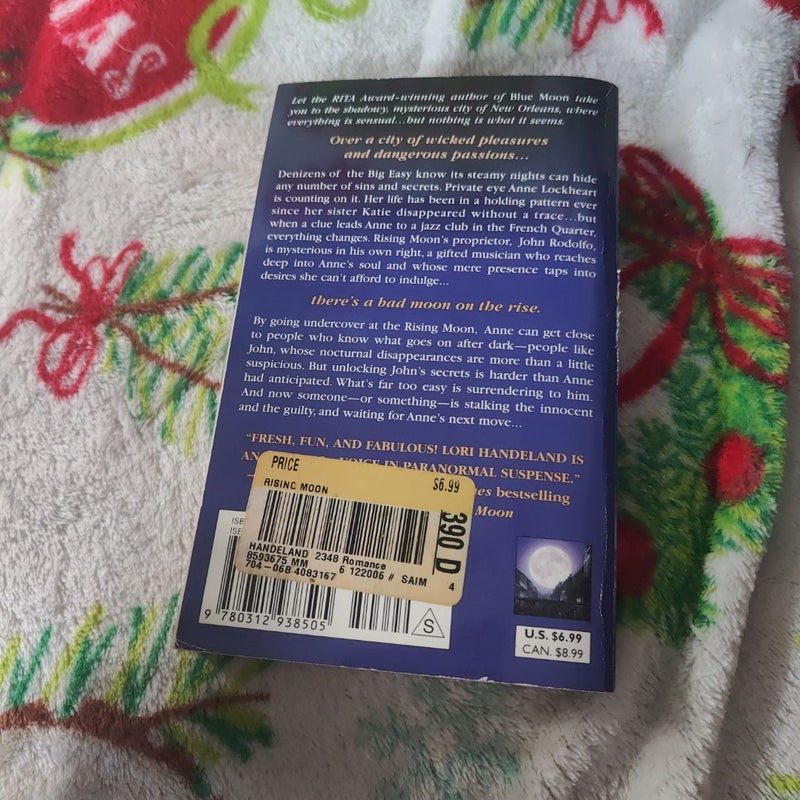 MAS
Let the RITA Award-winning author of Blue Moon take
you to the shadowy, mysterious city of New Orleans, where
everything is sensual...but nothing is what it seems.
Over a city of wicked pleasures
and dangerous passions...
Denizens of the Big Easy know its steamy nights can hide
any number of sins and secrets. Private eye Anne Lockheart
is counting on it. Her life has been in a holding pattern ever
since her sister Katie disappeared without a trace...but
when a clue leads Anne to a jazz club in the French Quarter,
everything changes. Rising Moon's proprietor, John Rodolfo,
is mysterious in his own right, a gifted musician who reaches
deep into Anne's soul and whose mere presence taps into
desires she can't afford to indulge...
there's a bad moon on the rise.
By going undercover at the Rising Moon, Anne can get close
to people who know what goes on after dark—people like
John, whose nocturnal disappearances are more than a little
suspicious. But unlocking John's secrets is harder than Anne
had anticipated. What's far too easy is surrendering to him.
And now someone—or something—is stalking the innocent
and the guilty, and waiting for Anne's next move...
"FRESH, FUN, AND FABULOUS! LORI HANDELAND IS
VOICE IN PARANORMAL SUSPENSE."
bestselling
Moon
PRICE
$6.99
RISING MOON
390 D
HANDELAND 2348 Romance
8593675 MM 6 122006 # SAIM
704-06B 4083167 4
9 780312 938505
S
U.S. $6.99
CAN. $8.99